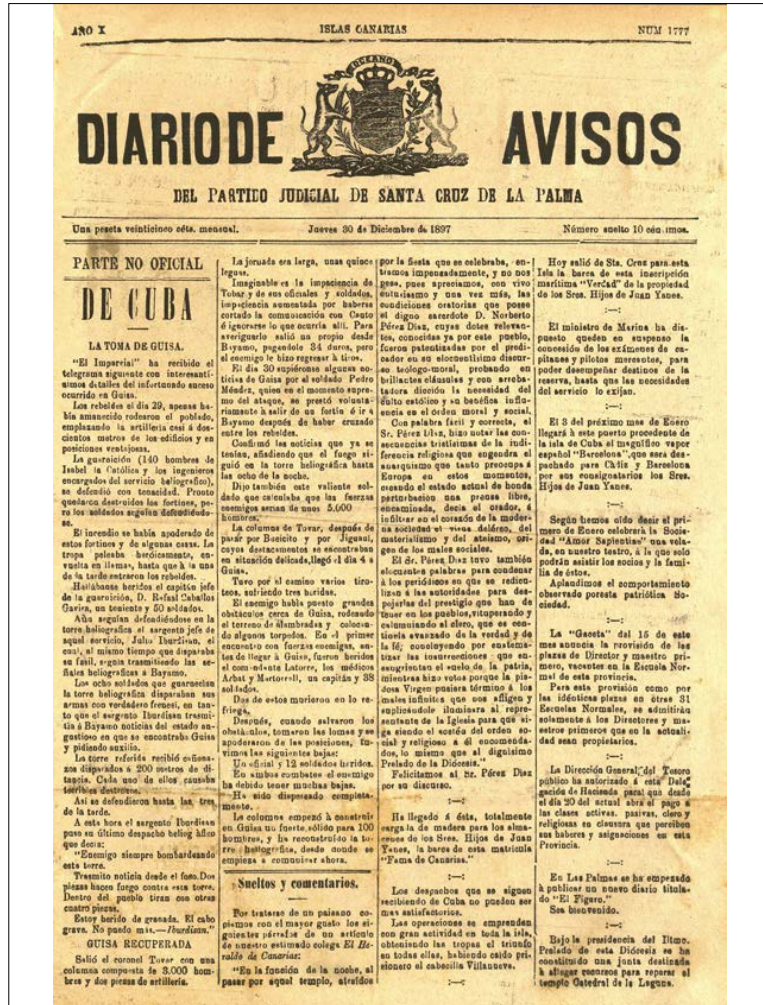 AÑO X
ISLAS CANARIAS
NUM 1777
OCEANO
DIARIO DE AVISOS
DEL PARTIDO JUDICIAL DE SANTA CRUZ DE LA PALMA
Una peseta veinticinco céts. mensual.
Jueves 30 de Diciembre de 1897
Número suelto 10 céntimos.
PARTE NO OFICIAL
DE CUBA
LA TOMA DE GUISA.
"El Imparcial" ha recibido el
telegrama siguiente con interesantí-
simos detalles del infortunado suceso
ocurrido en Guisa.
Los rebeldes el dia 29, apenas ha-
bia amanecido rodearon el poblado,
emplazando la artillería casi á dos-
cientos metros de los edificios y en
posiciones ventajosas.
La guarnición (140 hombres de
Isabel la Católica y los ingenieros
encargados del servicio heliográfico),
se defendió con tenacidad. Pronto
quedaron destruidos los fortines, pe-
ro los soldados seguian defendiéndo-
se.
El incendio se habia apoderado de
estos fortines y de algunas casas. La
tropa peleaba heróicamente, en-
vuelta en llamas, hasta que à la una
de la tarde entraron los rebeldes.
Hallábanse heridos el capitán jefe
de la guarnición, D. Rafael Caballos
Gavira, un teniente y 50 soldados.
Aún seguian defendiéndose en la
torre heliografica el sargento jefe de
aquel servicio, Julio Iburdisan, el
cual, al mismo tiempo que disparaba
su fusil, seguia trasmitiendo las se-
ñales heliograficas à Bayamo.
Los ocho soldados que guarnecian
la torre heliográfica disparaban sus
armas con verdadero frenesí, en tan-
to que el sargento Iburdisan trasmi-
tia á Bayamo noticias del estado an-
gustioso en que se encontraba Guisa
y pidiendo auxilio.
La torre referida recibió cañona-
zos disparados á 200 metros de dis-
tancia. Cada uno de ellos causaba
terribles destrozos.
Asi se defendieron hasta las tres
de la tarde.
A esta hora el sargento Iburdisan
puso su último despacho heliográfico
que decia:
"Enemigo siempre bombardeando
esta torre.
Trasmito noticia desde el foso. Dos
piezas hacen fuego contra esta torre.
Dentro del pueblo tiran con otras
cuatro piezas.
Estoy herido de granada. El cabo
grave. No puedo más.—Iburdisan."
GUISA RECUPERADA
Salió el coronel Tovar con una
columna compuesta de 3.000 hom-
bres y dos piezas de artillería.
La jornada era larga, unas quince
leguas.
Imaginable es la impaciencia de
Tobar y de sus oficiales y soldados,
impaciencia aumentada por haberse
cortado la comunicación con Cauto
é ignorarse lo que ocurria alli. Para
averiguarlo salió un propio desde
Bayamo, pagandole 34 duros, pero
el enemigo le hizo regresar à tiros.
El dia 30 supiéronse algunas no-
ticias de Guisa por el soldado Pedro
Méndez, quien en el momento supre-
mo del ataque, se prestó volunta-
riamente à salir de un fortin é ir á
Bayamo después de haber cruzado
entre los rebeldes.
Confirmó las noticias que ya se
tenian, añadiendo que el fuego si-
guió en la torre heliográfica hasta
las ocho de la noche.
Dijo también este valiente sol-
dado que calculaba que las fuerzas
enemigas serian de unos 5.000
hombres.
La columna de Tovar, después de
pasar por Bueicito y por Jiguaní,
cuyos destacamentos se encontraban
en situación delicada, llegó el dia 4 à
Guisa.
Tuvo por el camino varios tiro-
teos, sufriendo tres heridas.
El enemigo había puesto grandes
obstáculos cerca de Guisa, rodeando
el terreno de alambradas y colocan-
do algunos torpedos. En el primer
encuentro con fuerzas enemigas, an-
tes de llegar à Guisa, fueron heridos
el comandente Latorre, los médicos
Arbat y Martorell, un capitán y 38
soldados.
Dos de estos murieron en la re-
friega.
Después, cuando salvaron los
obstáculos, tomaron las lomas y se
apoderaron de las posiciones, tu-
vimos las siguientes bajas:
Un oficial y 12 soldados heridos.
En ambos combates el enemigo
ha debido tener muchas bajas.
Ha sido dispersado completa-
mente.
La columna empezó à construir
en Guisa un fuerte sólido para 100
hombres, y ha reconstruido la to-
rre heliográfica, desde donde se
empieza a comunicar ahora.
Sueltos y comentarios.
Por tratarse de un paisano co-
piamos con el mayor gusto los si-
guientes párrafos de un artículo
de nuestro estimado colega El He-
raldo de Canarias:
"En la función de la noche, al
pasar por aquel templo, atraidos
por la fiesta que se celebraba, en-
tramos impensadamente, y no nos
pesa, pues apreciamos, con vivo
entusiasmo y una vez más, las
condiciones oratorias que posee
el digno sacerdote D. Norberto
Pérez Diaz, cuyas dotes relevan-
tes, conocidas ya por este pueblo,
fueron patentizadas por el predi-
cador en su elocuentisimo discur-
so teólogo-moral, probando en
brillantes cláusulas y con arroba-
tadora dicción la necesidad del
culto católico y su benéfica influ-
encia en el órden moral y social.
Con palabra fácil y correcta, el
Sr. Pérez Diaz, hizo notar las con-
secuencias tristísimas de la indi-
ferencia religiosa que engendra el
anarquismo que tanto preocupa á
Europa en estos momentos,
creando el estado actual de honda
perturbación una prensa libre,
encaminada, decia el orador, á
infiltrar en el corazón de la moder-
na sociedad el virus deletéreo, del
materialismo y del ateismo, orí-
gen de los males sociales.
El Sr. Pérez Diaz tuvo también
elocuentes palabras para condenar
à los periódicos en que se redicu-
lizan á las autoridades para des-
pojarlas del prestigio que han de
tener en los pueblos, vituperando y
calumniando al clero, que es cen-
tinela avanzado de la verdad y de
la fé; concluyendo por anatema-
tizar las insurrecciones que en-
sangrientan el suelo de la patria,
mientras hizo votos porque la pia-
dosa Virgen pusiera término á los
males infinitos que nos afligen y
suplicándole iluminara al repre-
sentante de la Iglesia para que si-
ga siendo el sostén del orden so-
cial y religioso à él encomenda-
dos, lo mismo que al dignísimo
Prelado de la Diócesis."
Felicitamos al Sr. Pérez Diaz
por su discurso.
:—:
Ha llegado á ésta, totalmente
cargada de madera para los alma-
cenes de los Sres. Hijos de Juan
Yanes, la barca de esta matrícula
"Fama de Canarias."
:—:
Los despachos que se siguen
recibiendo de Cuba no pueden ser
mas satisfactorios.
Las operaciones se emprenden
con gran actividad en toda la isla,
obteniendo las tropas el triunfo
en todas ellas, habiendo caido pri-
sionero el cabecilla Villanueva.
:—:
Hoy salió de Sta. Cruz para esta
Isla la barca de esta inscripción
marítima "Verdad" de la propiedad
de los Sres. Hijos de Juan Yanes.
:—:
El ministro de Marina ha dis-
puesto queden en suspenso la
concesión de los exámenes de ca-
pitanes y pilotos mercantes, para
poder desempeñar destinos de la
reserva, hasta que las necesidades
del servicio lo exijan.
:—:
El 3 del próximo mes de Enero
llegará à este puerto procedente de
la isla de Cuba el magnífico vapor
español "Barcelona", que será des-
pachado para Cádiz y Barcelona
por sus consignatarios los Sres.
Hijos de Juan Yanes.
:—:
Según hemos oido decir el pri-
mero de Enero celebrará la Socie-
dad "Amor Sapientiae" una vela-
da, en nuestro teatro, á la que solo
podrán asistir los socios y la fami-
lia de éstos.
Aplaudimos el comportamiento
observado por esta patriótica So-
ciedad.
:—:
La "Gaceta" del 15 de este
mes anuncia la provisión de las
plazas de Director y maestro pri-
mero, vacantes en la Escuela Nor-
mal de esta provincia.
Para esta provisión como por
las idénticas plazas en otras 31
Escuelas Normales, se admitirán
solamente á los Directores y ma-
estros primeros que en la actuali-
dad sean propietarios.
:—:
La Dirección General del Tesoro
público ha autorizado á esta Dele-
gación de Hacienda para que desde
el dia 20 del actual abra el pago a
las clases activas, pasivas, clero y
religiosas en clausura que perciben
sus haberes y asignaciones en esta
Provincia.
:—:
En Las Palmas se ha empezado
à publicar un nuevo diario titula-
do "El Figaro."
Sea bienvenido.
:—:
Bajo la presidencia del Iltmo.
Prelado de esta Diócesis se ha
constituido una junta destinada
à allegar recursos para reparar el
templo Catedral de la Laguna.